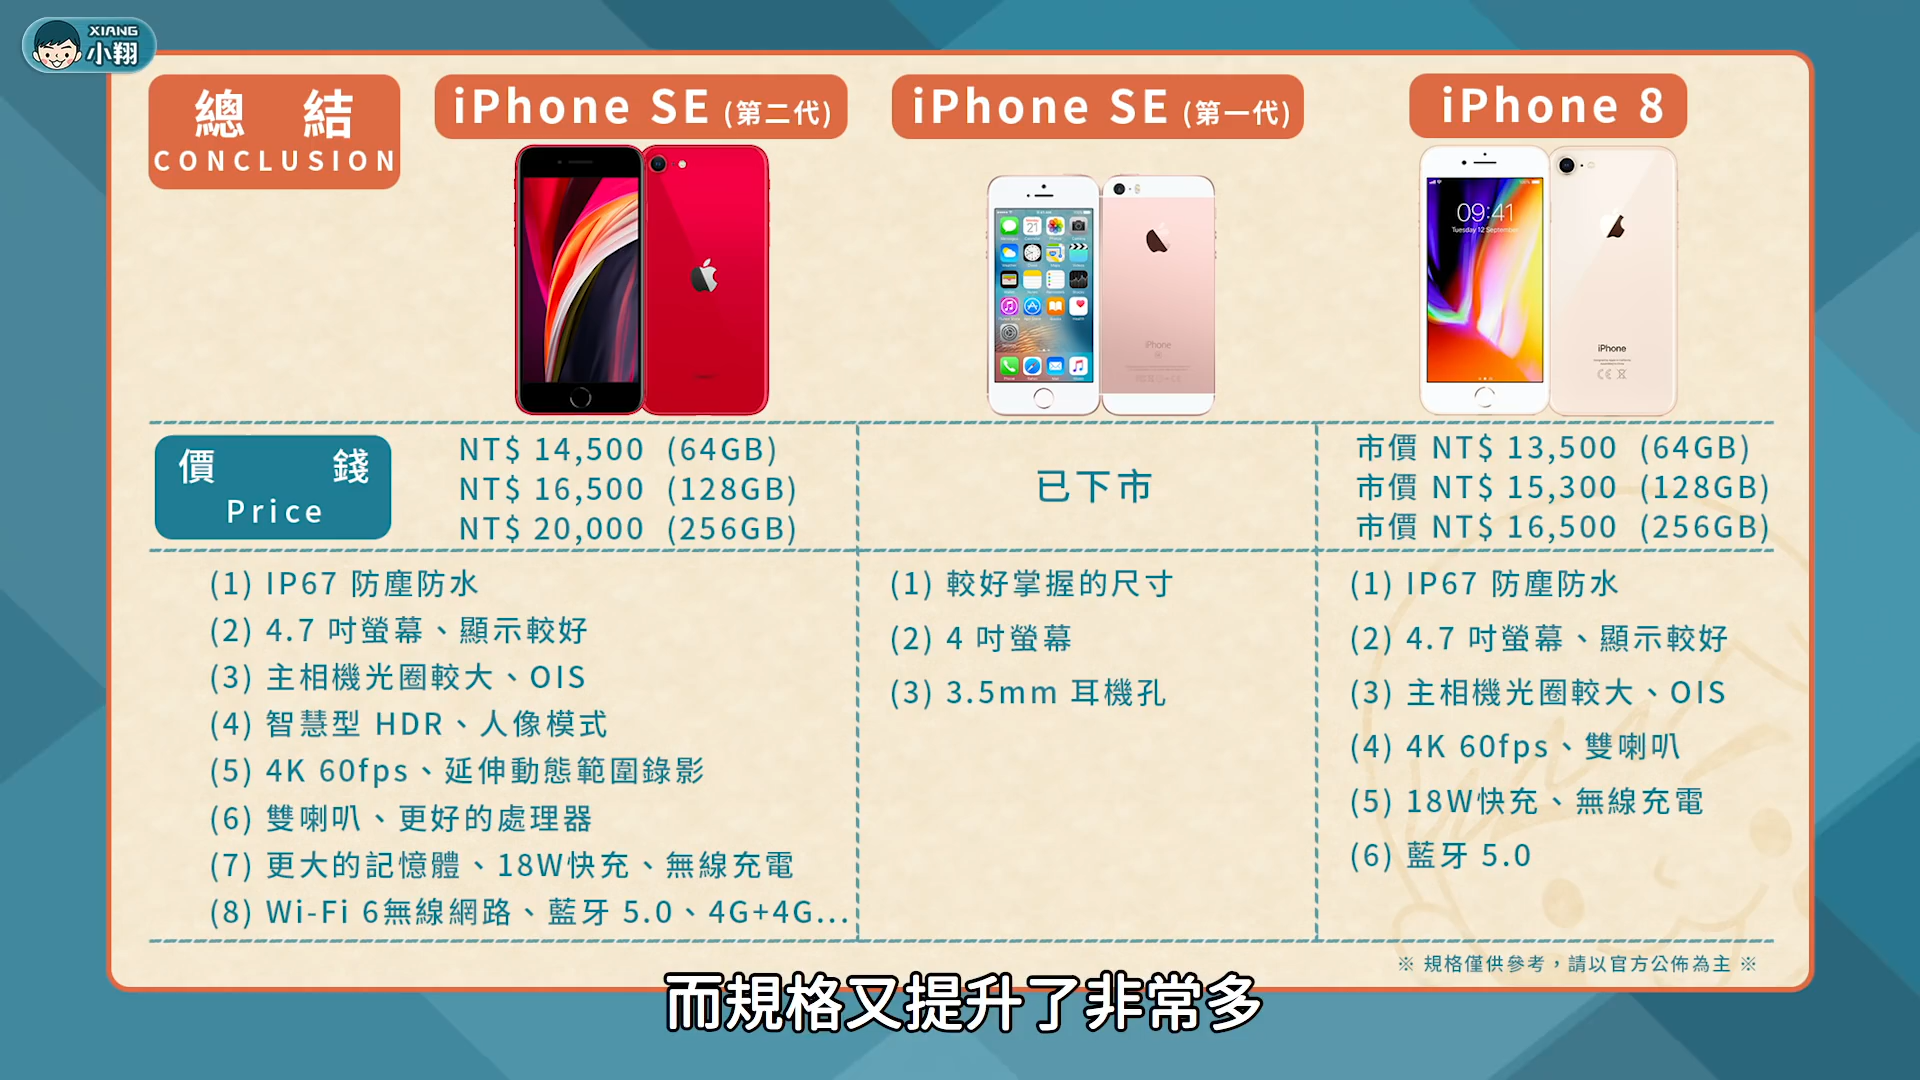 XIANG
小翔
總 結
CONCLUSION
iPhone SE (第二代)
iPhone SE (第一代)
iPhone 8
09:41
Tuesday 12 September
iPhone
iPhone
價 錢
Price
NT$ 14,500 (64GB)
NT$ 16,500 (128GB)
NT$ 20,000 (256GB)
已下市
市價 NT$ 13,500 (64GB)
市價 NT$ 15,300 (128GB)
市價 NT$ 16,500 (256GB)
(1) IP67 防塵防水
(2) 4.7 吋螢幕、顯示較好
(3) 主相機光圈較大、OIS
(4) 智慧型 HDR、人像模式
(5) 4K 60fps、延伸動態範圍錄影
(6) 雙喇叭、更好的處理器
(7) 更大的記憶體、18W快充、無線充電
(8) Wi-Fi 6無線網路、藍牙 5.0、4G+4G...
(1) 較好掌握的尺寸
(2) 4 吋螢幕
(3) 3.5mm 耳機孔
(1) IP67 防塵防水
(2) 4.7 吋螢幕、顯示較好
(3) 主相機光圈較大、OIS
(4) 4K 60fps、雙喇叭
(5) 18W快充、無線充電
(6) 藍牙 5.0
※ 規格僅供參考，請以官方公佈為主 ※
而規格又提升了非常多